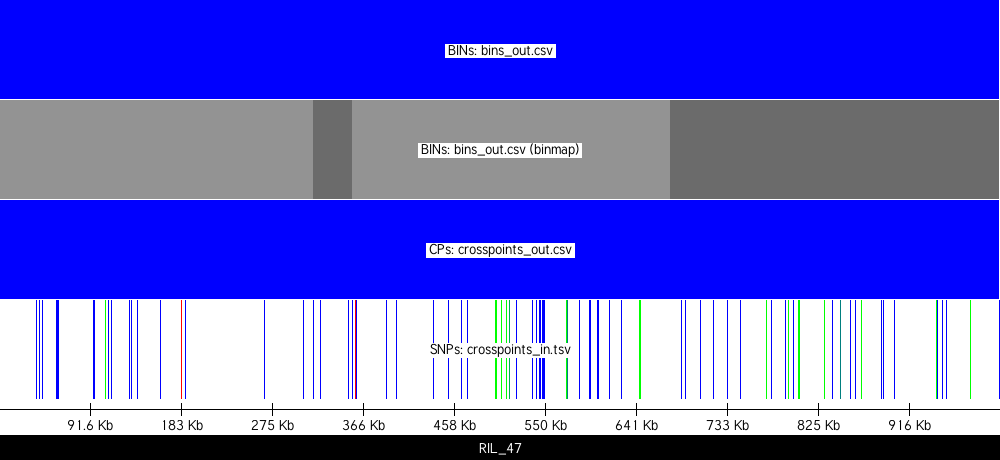 BINs: bins_out.csv
BINs: bins_out.csv (binmap)
CPs: crosspoints_out.csv
SNPs: crosspoints_in.tsv
91.6 Kb 183 Kb 275 Kb 366 Kb 458 Kb 550 Kb 641 Kb 733 Kb 825 Kb 916 Kb
RIL_47